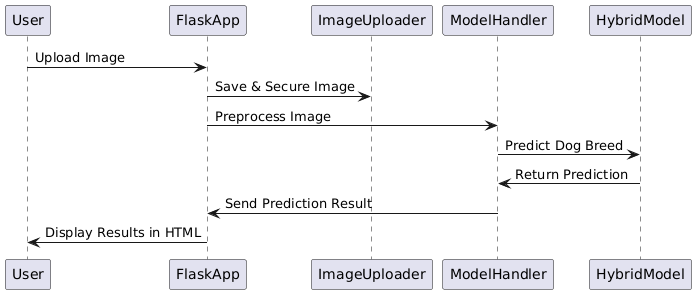 User FlaskApp ImageUploader ModelHandler HybridModel
Upload Image
Save & Secure Image
Preprocess Image
Predict Dog Breed
Return Prediction
Send Prediction Result
Display Results in HTML
User FlaskApp ImageUploader ModelHandler HybridModel